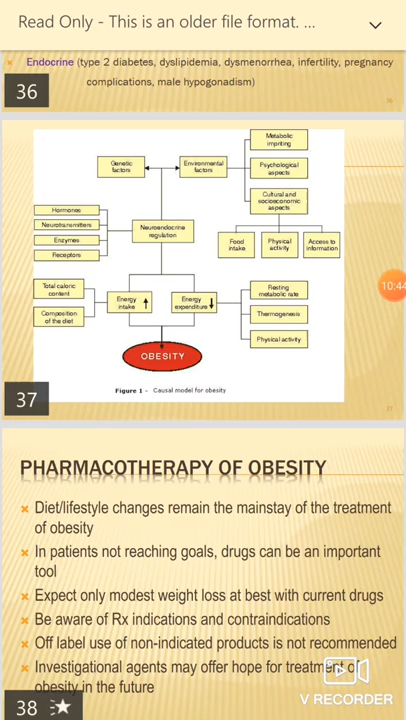 Read Only - This is an older file format. ...
Endocrine (type 2 diabetes, dyslipidemia, dysmenorrhea, infertility, pregnancy
complications, male hypogonadism)
36
36
Metabolic
impriting
Genetic
factors
Environmental
factors
Psychological
aspects
Cultural and
socioeconomic
aspects
Hormones
Neurotransmitters
Enzymes
Receptors
Neuroendocrine
regulation
Food
intake
Physical
activity
Access to
information
Total caloric
content
Composition
of the diet
Energy
intake
Energy
expenditure
Resting
metabolic rate
Thermogenesis
Physical activity
10:44
OBESITY
Figure 1 - Causal model for obesity
37
37
PHARMACOTHERAPY OF OBESITY
Diet/lifestyle changes remain the mainstay of the treatment
of obesity
In patients not reaching goals, drugs can be an important
tool
Expect only modest weight loss at best with current drugs
Be aware of Rx indications and contraindications
Off label use of non-indicated products is not recommended
Investigational agents may offer hope for treatment of
obesity in the future
38
V RECORDER